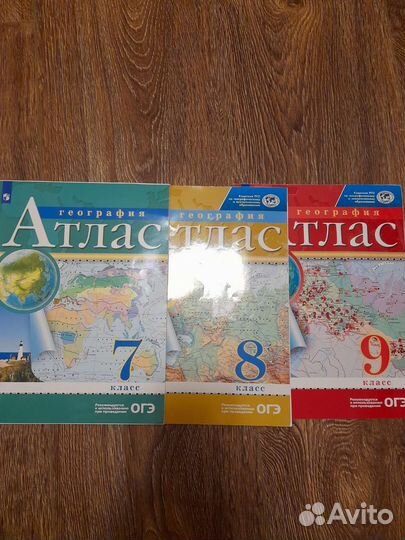 география
Атлас
7
класс
Рекомендуется
к использованию
при проведении
ОГЭ
география
тлас
8
класс
Рекомендуется
к использованию
при проведении
ОГЭ
география
тлас
9
класс
Рекомендуется
к использованию
при проведении
ОГЭ
Avito